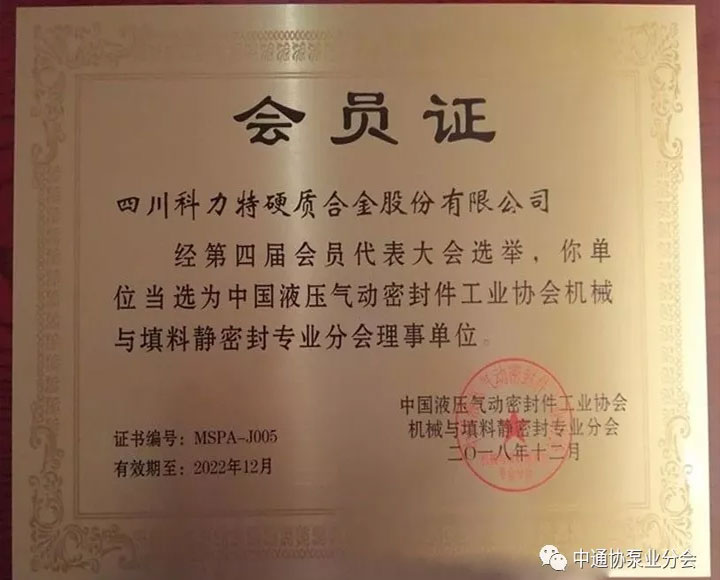 会员证
四川科力特硬质合金股份有限公司
经第四届会员代表大会选举，你单
位当选为中国液压气动密封件工业协会机械
与填料静密封专业分会理事单位。
中国液压气动密封件工业协会
机械与填料静密封专业分会
二〇一八年十二月
证书编号：MSPA-J005
有效期至：2022年12月
中通协泵业分会